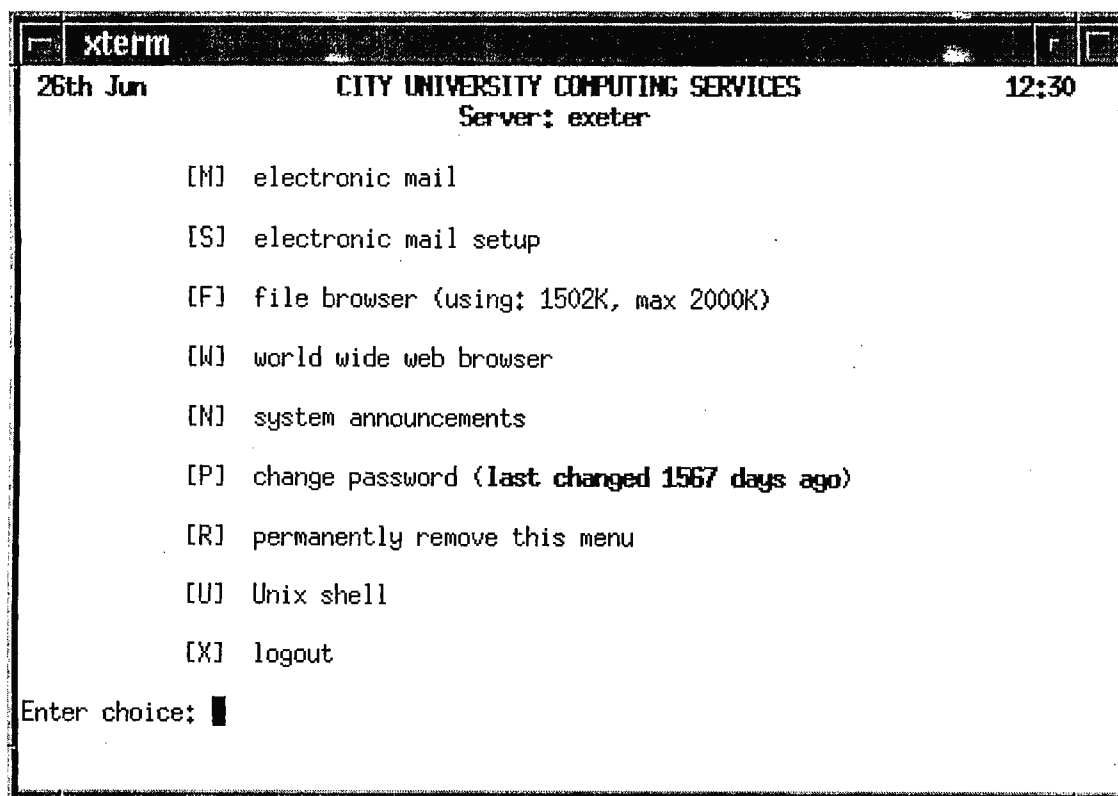 xterm
26th Jun CITY UNIVERSITY COMPUTING SERVICES 12:30
Server: exeter
[M] electronic mail
[S] electronic mail setup
[F] file browser (using: 1502K, max 2000K)
[W] world wide web browser
[N] system announcements
[P] change password (last changed 1567 days ago)
[R] permanently remove this menu
[U] Unix shell
[X] logout
Enter choice: